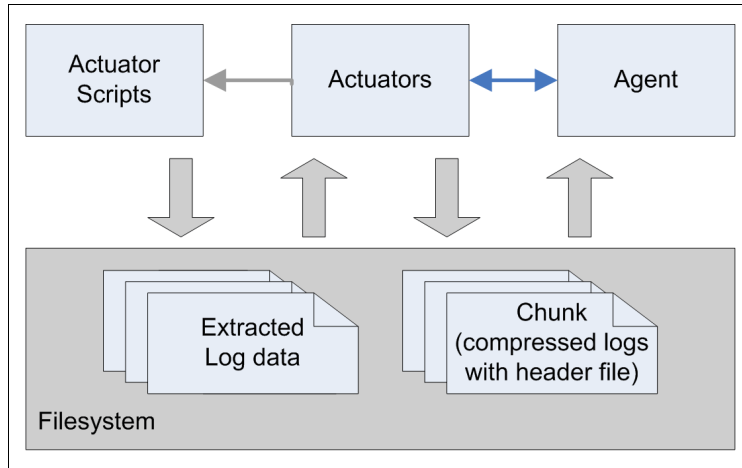 Actuator
Scripts
Actuators
Agent
Extracted
Log data
Chunk
(compressed logs
with header file)
Filesystem